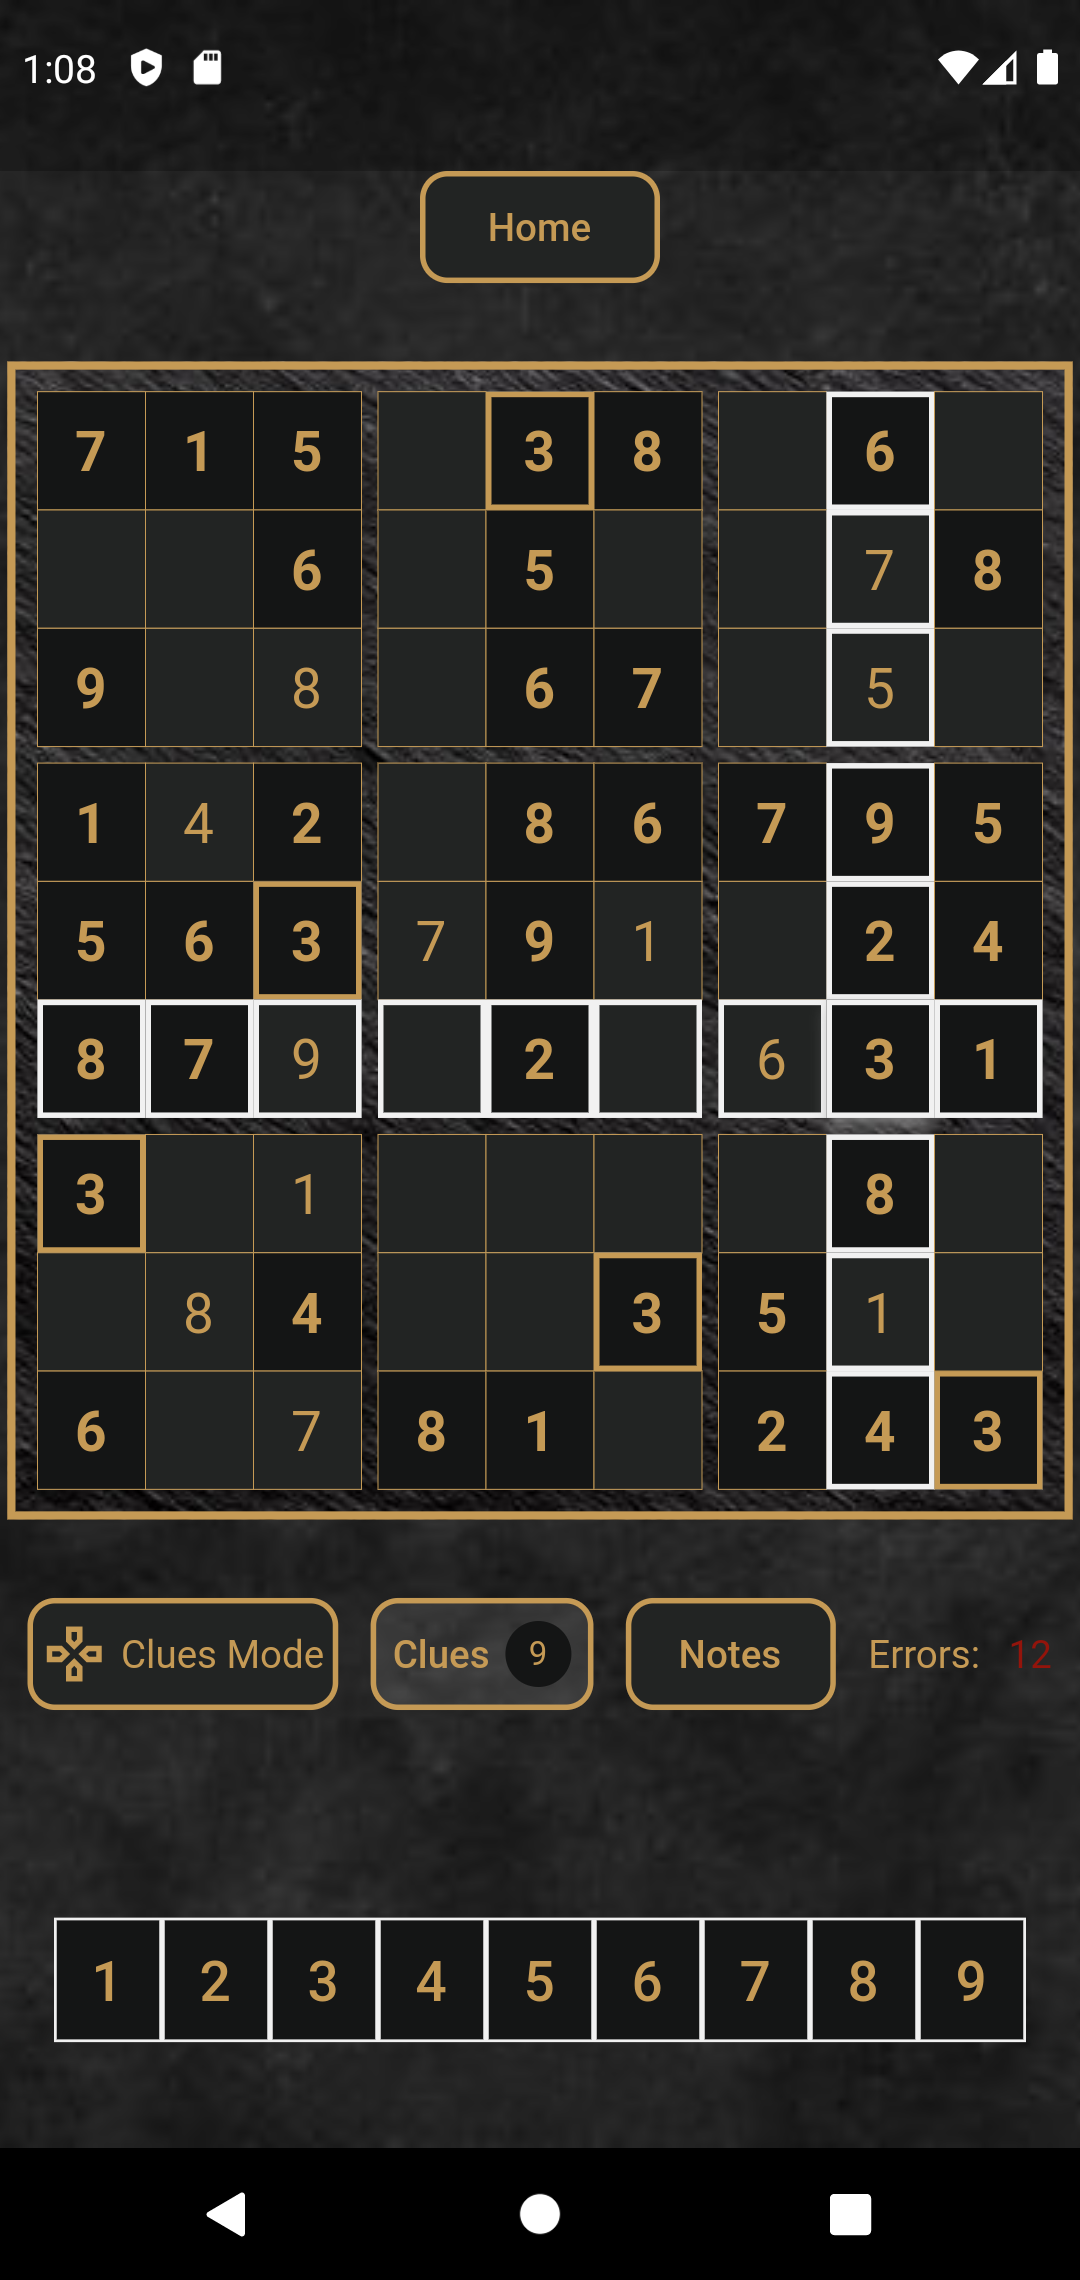 1:08
Home
7 1 5 3 8 6
6 5 7 8
9 8 6 7 5
1 4 2 8 6 7 9 5
5 6 3 7 9 1 2 4
8 7 9 2 6 3 1
3 1 8
8 4 3 5 1
6 7 8 1 2 4 3
Clues Mode Clues 9 Notes Errors: 12
1 2 3 4 5 6 7 8 9